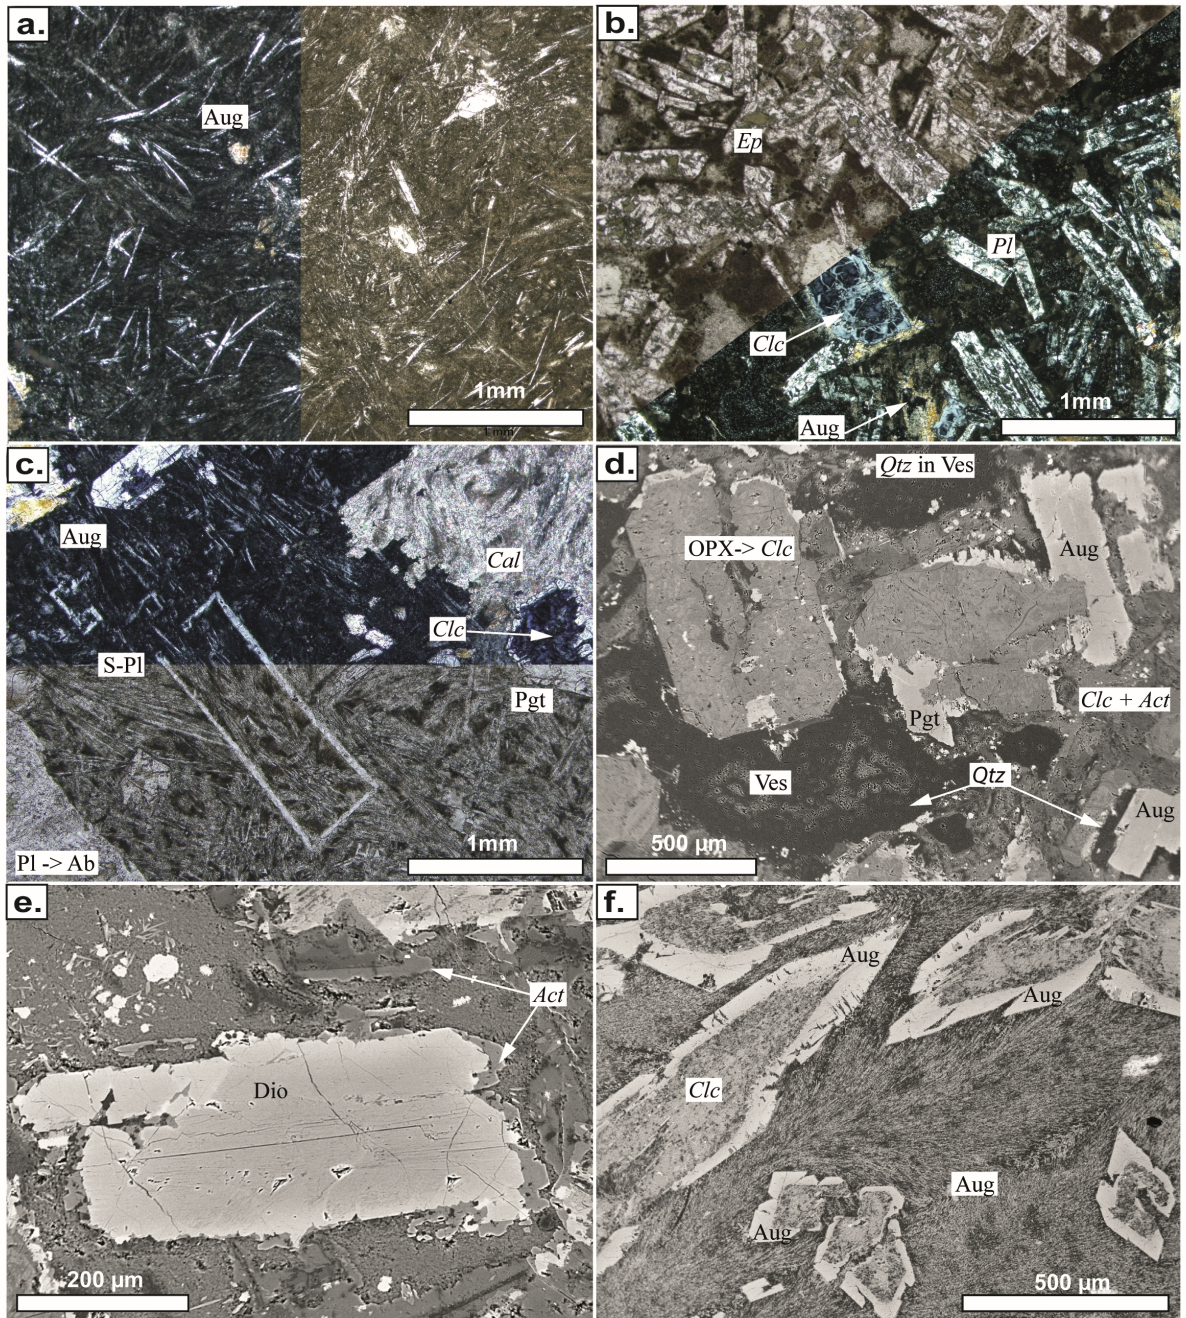 a.
Aug
1mm
b.
Ep
Pl
Clc
Aug
1mm
c.
Aug
Cal
Clc
S-Pl
Pgt
Pl -> Ab
1mm
d.
Qtz in Ves
OPX-> Clc
Aug
Clc + Act
Pgt
Ves
Qtz
Aug
500 µm
e.
Act
Dio
200 µm
f.
Aug
Aug
Clc
Aug
Aug
500 µm